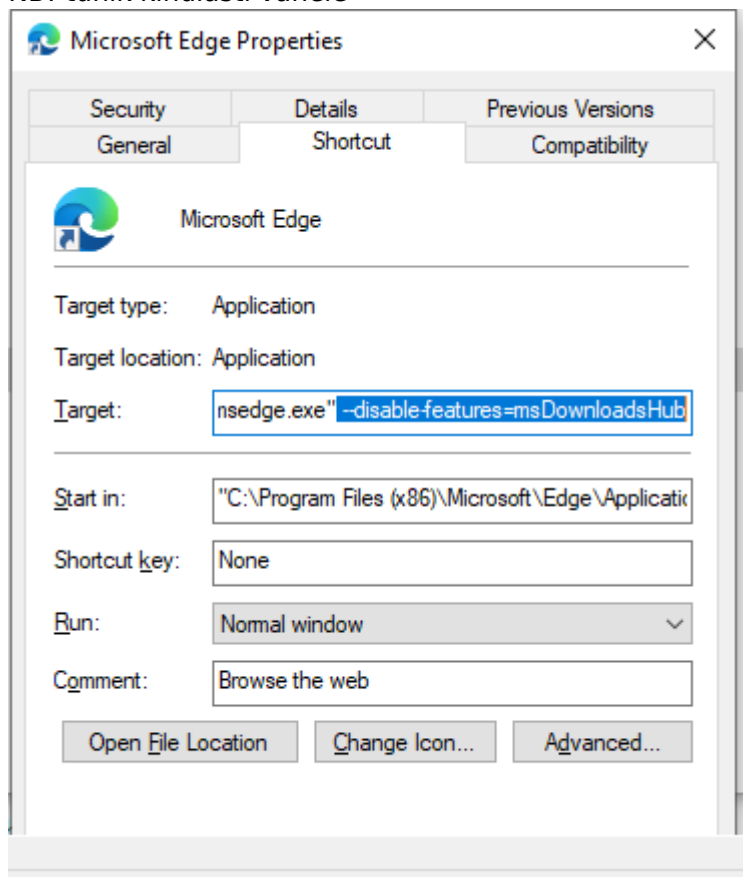 Microsoft Edge Properties
Security Details Previous Versions
General Shortcut Compatibility
Microsoft Edge
Target type: Application
Target location: Application
Target: nsedge.exe" --disable-features=msDownloadsHub
Start in: "C:\Program Files (x86)\Microsoft\Edge\Applicatic
Shortcut key: None
Run: Normal window
Comment: Browse the web
Open File Location Change Icon... Advanced...